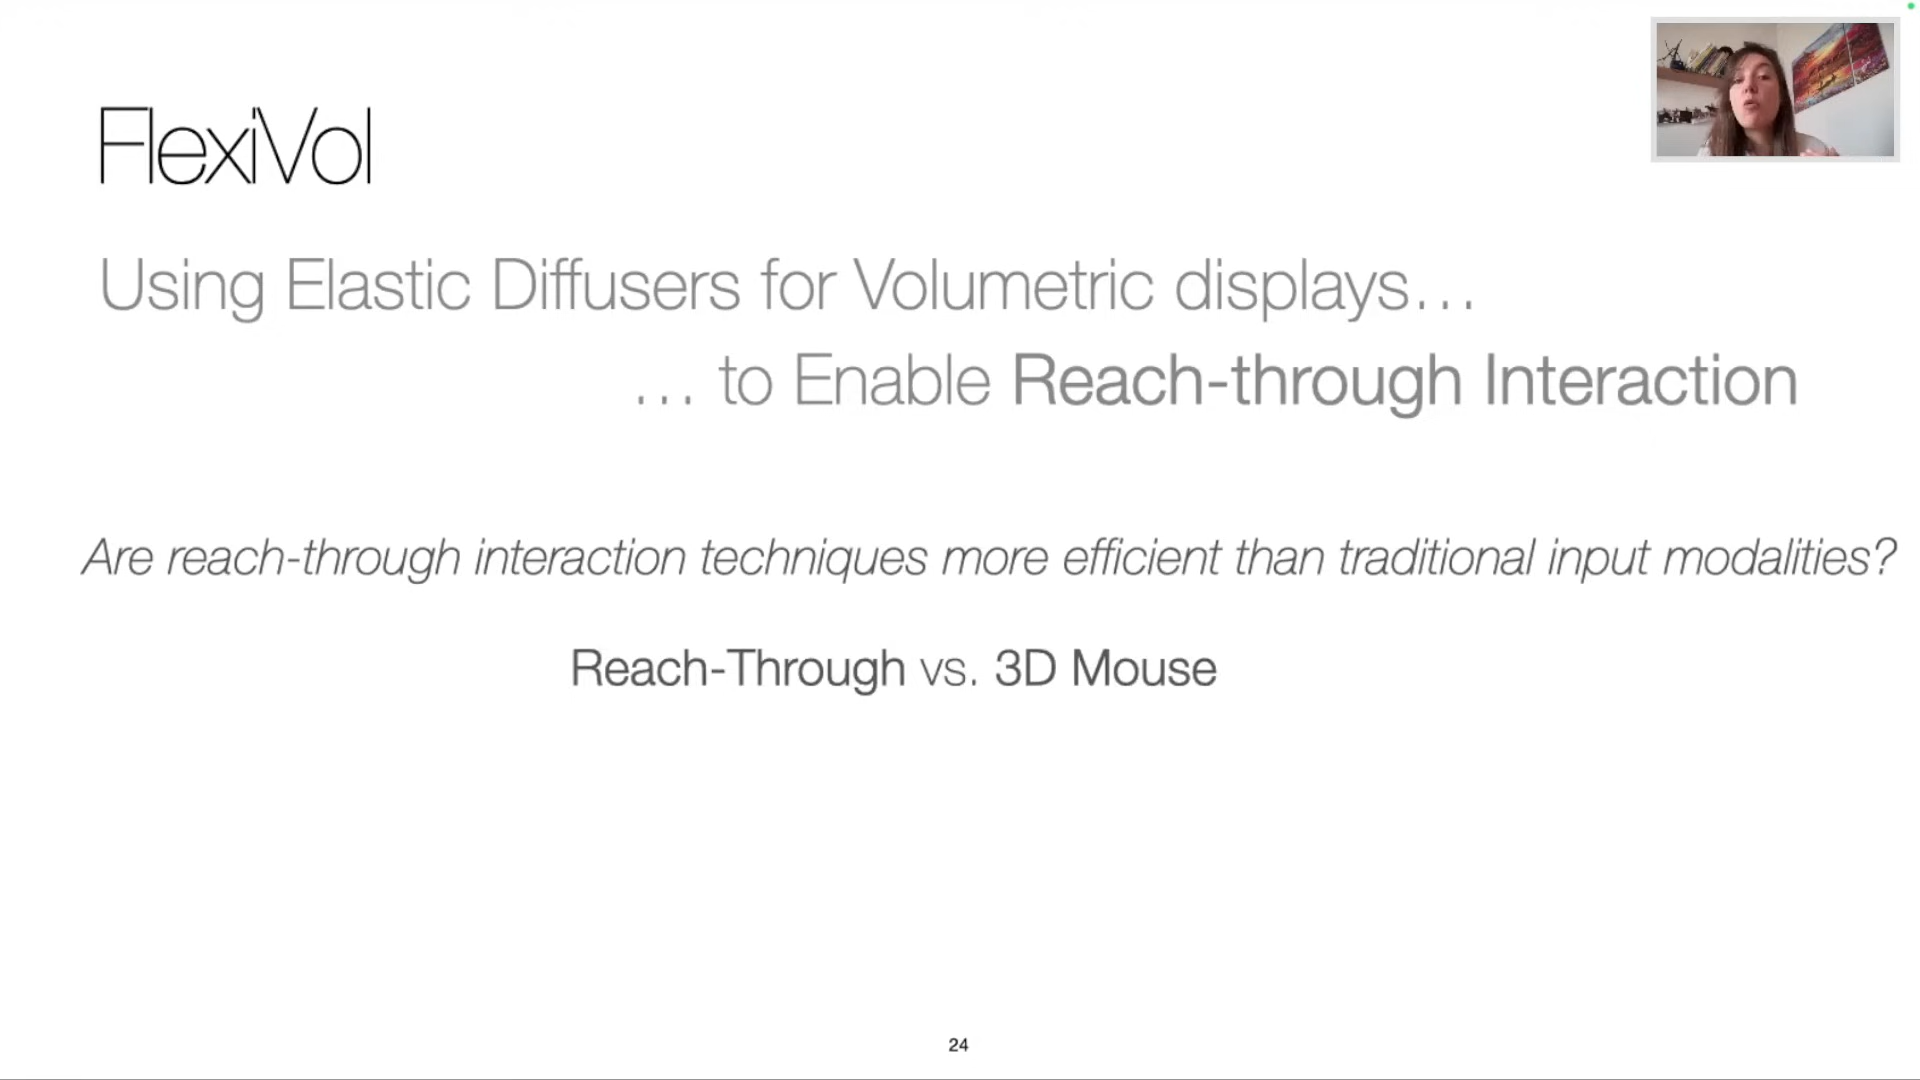 FlexiVol
Using Elastic Diffusers for Volumetric displays…
… to Enable Reach-through Interaction
Are reach-through interaction techniques more efficient than traditional input modalities?
Reach-Through vs. 3D Mouse
24